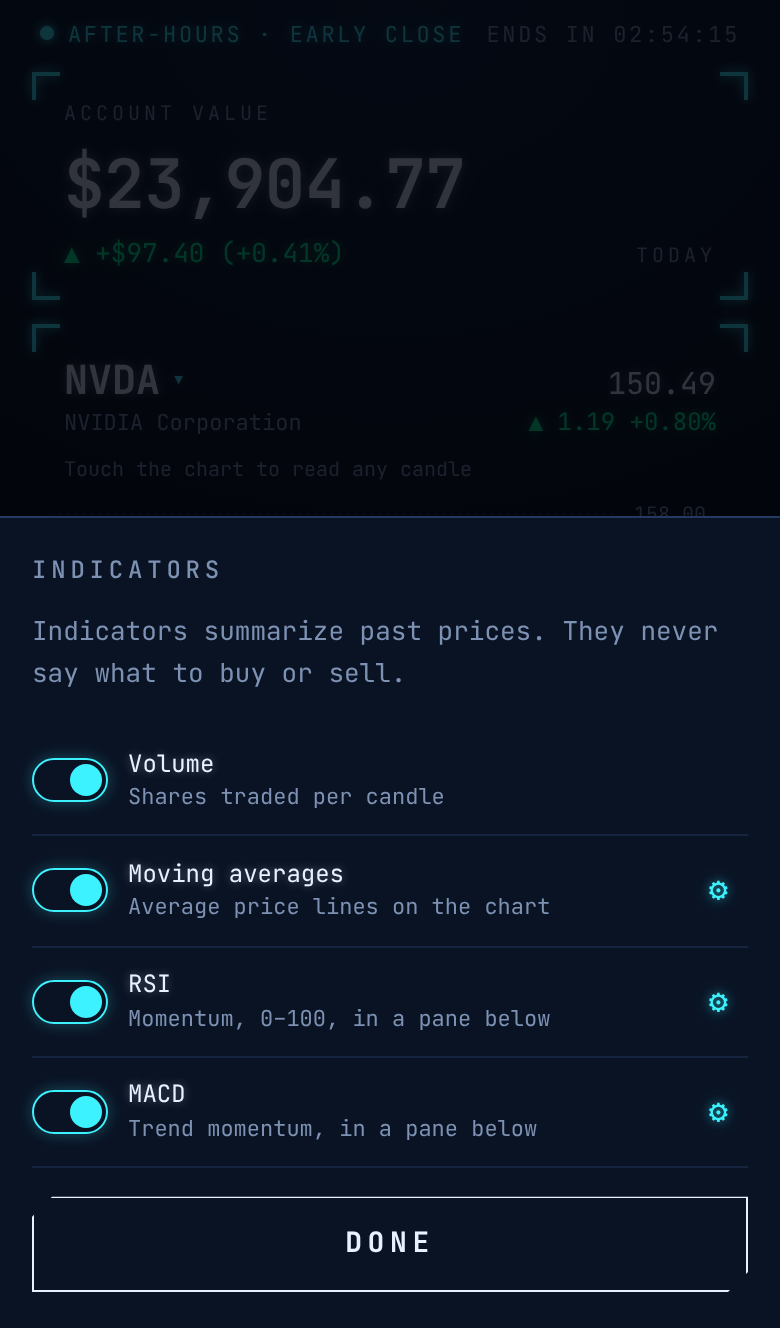 AFTER-HOURS · EARLY CLOSE ENDS IN 02:54:15
ACCOUNT VALUE
$23,904.77
▲ +$97.40 (+0.41%) TODAY
NVDA ▼ 150.49
NVIDIA Corporation ▲ 1.19 +0.80%
Touch the chart to read any candle
158.00
INDICATORS
Indicators summarize past prices. They never
say what to buy or sell.
Volume
Shares traded per candle
Moving averages
Average price lines on the chart
RSI
Momentum, 0–100, in a pane below
MACD
Trend momentum, in a pane below
DONE